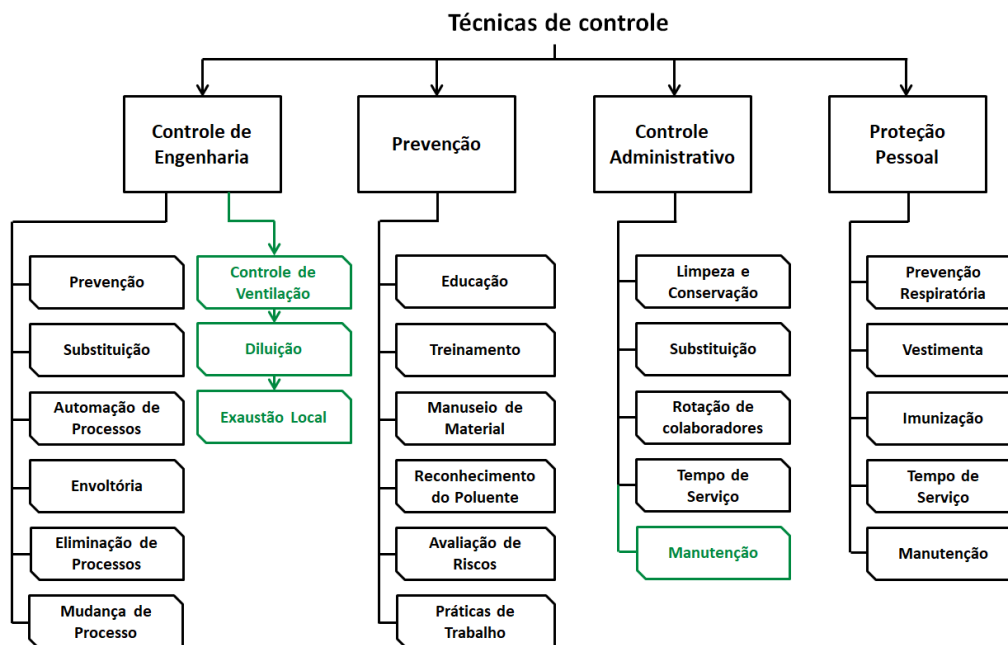 Técnicas de controle
Controle de
Engenharia
Prevenção
Controle
Administrativo
Proteção
Pessoal
Prevenção
Substituição
Automação de
Processos
Envoltória
Eliminação de
Processos
Mudança de
Processo
Controle de
Ventilação
Diluição
Exaustão Local
Educação
Treinamento
Manuseio de
Material
Reconhecimento
do Poluente
Avaliação de
Riscos
Práticas de
Trabalho
Limpeza e
Conservação
Substituição
Rotação de
colaboradores
Tempo de
Serviço
Manutenção
Prevenção
Respiratória
Vestimenta
Imunização
Tempo de
Serviço
Manutenção